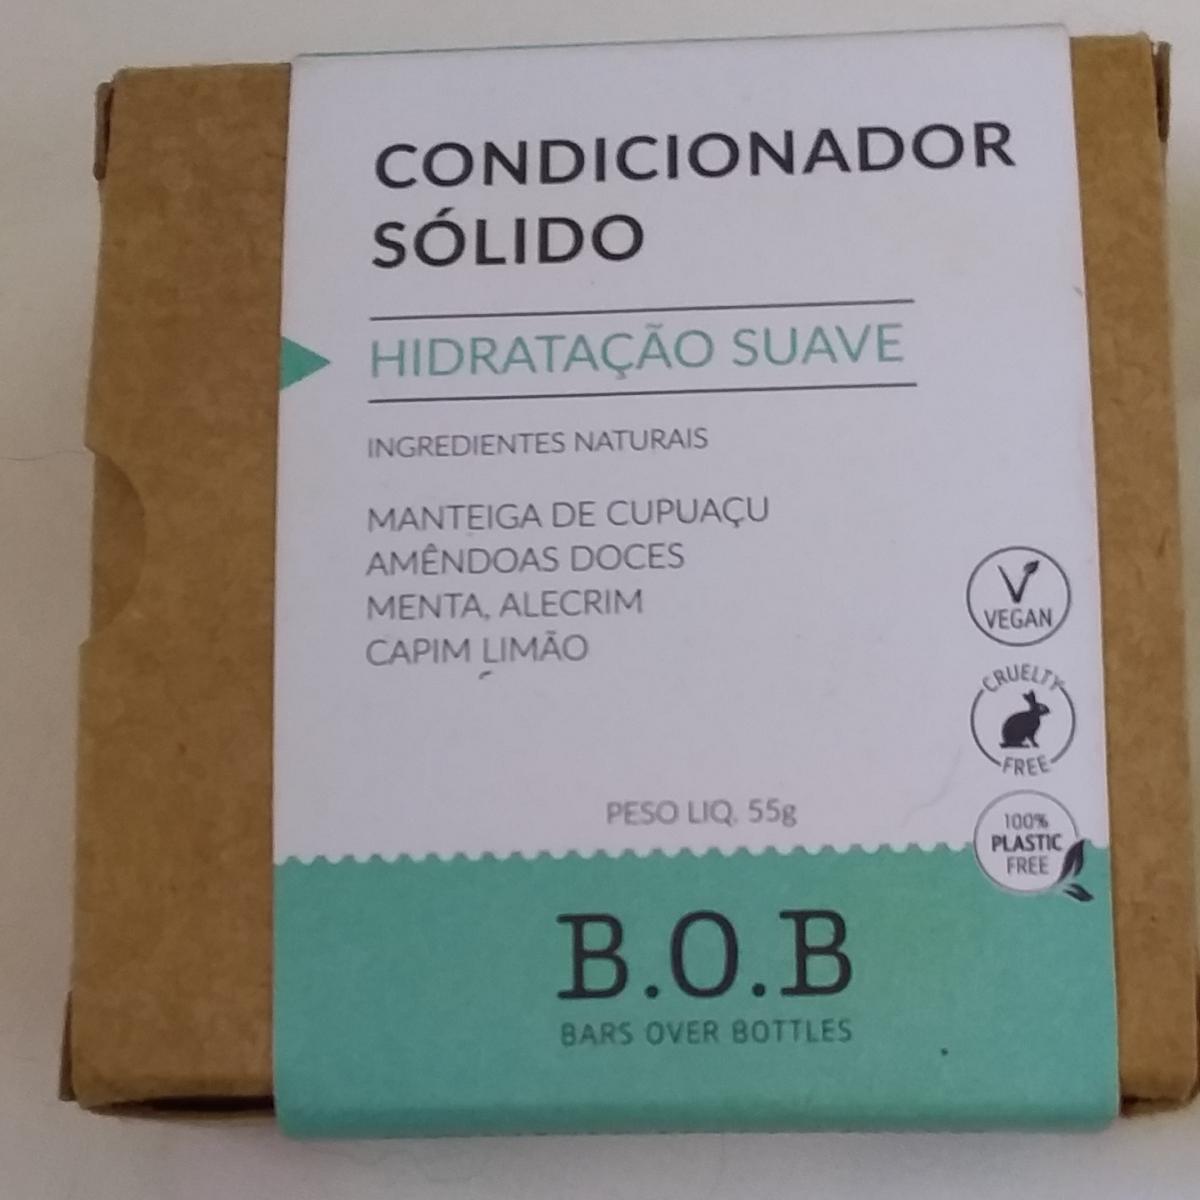 CONDICIONADOR
SÓLIDO
HIDRATAÇÃO SUAVE
INGREDIENTES NATURAIS
MANTEIGA DE CUPUAÇU
AMÊNDOAS DOCES
MENTA, ALECRIM
CAPIM LIMÃO
VEGAN
CRUELTY
FREE
PESO LIQ. 55g
100%
PLASTIC
FREE
B.O.B
BARS OVER BOTTLES